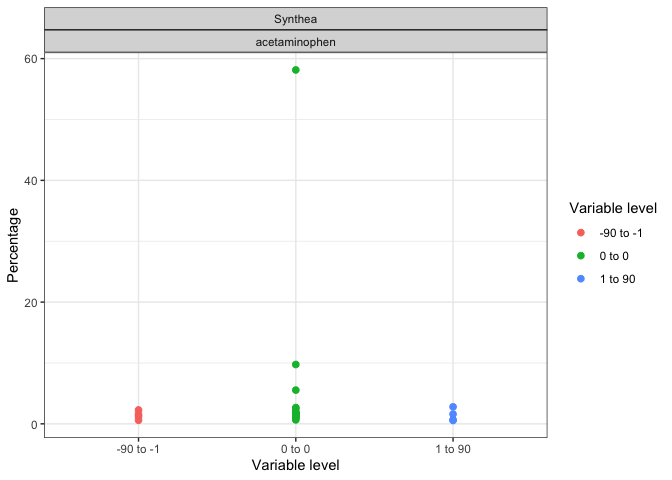 Synthea
acetaminophen
60
40
20
0
Percentage
-90 to -1
0 to 0
1 to 90
Variable level
Variable level
-90 to -1
0 to 0
1 to 90